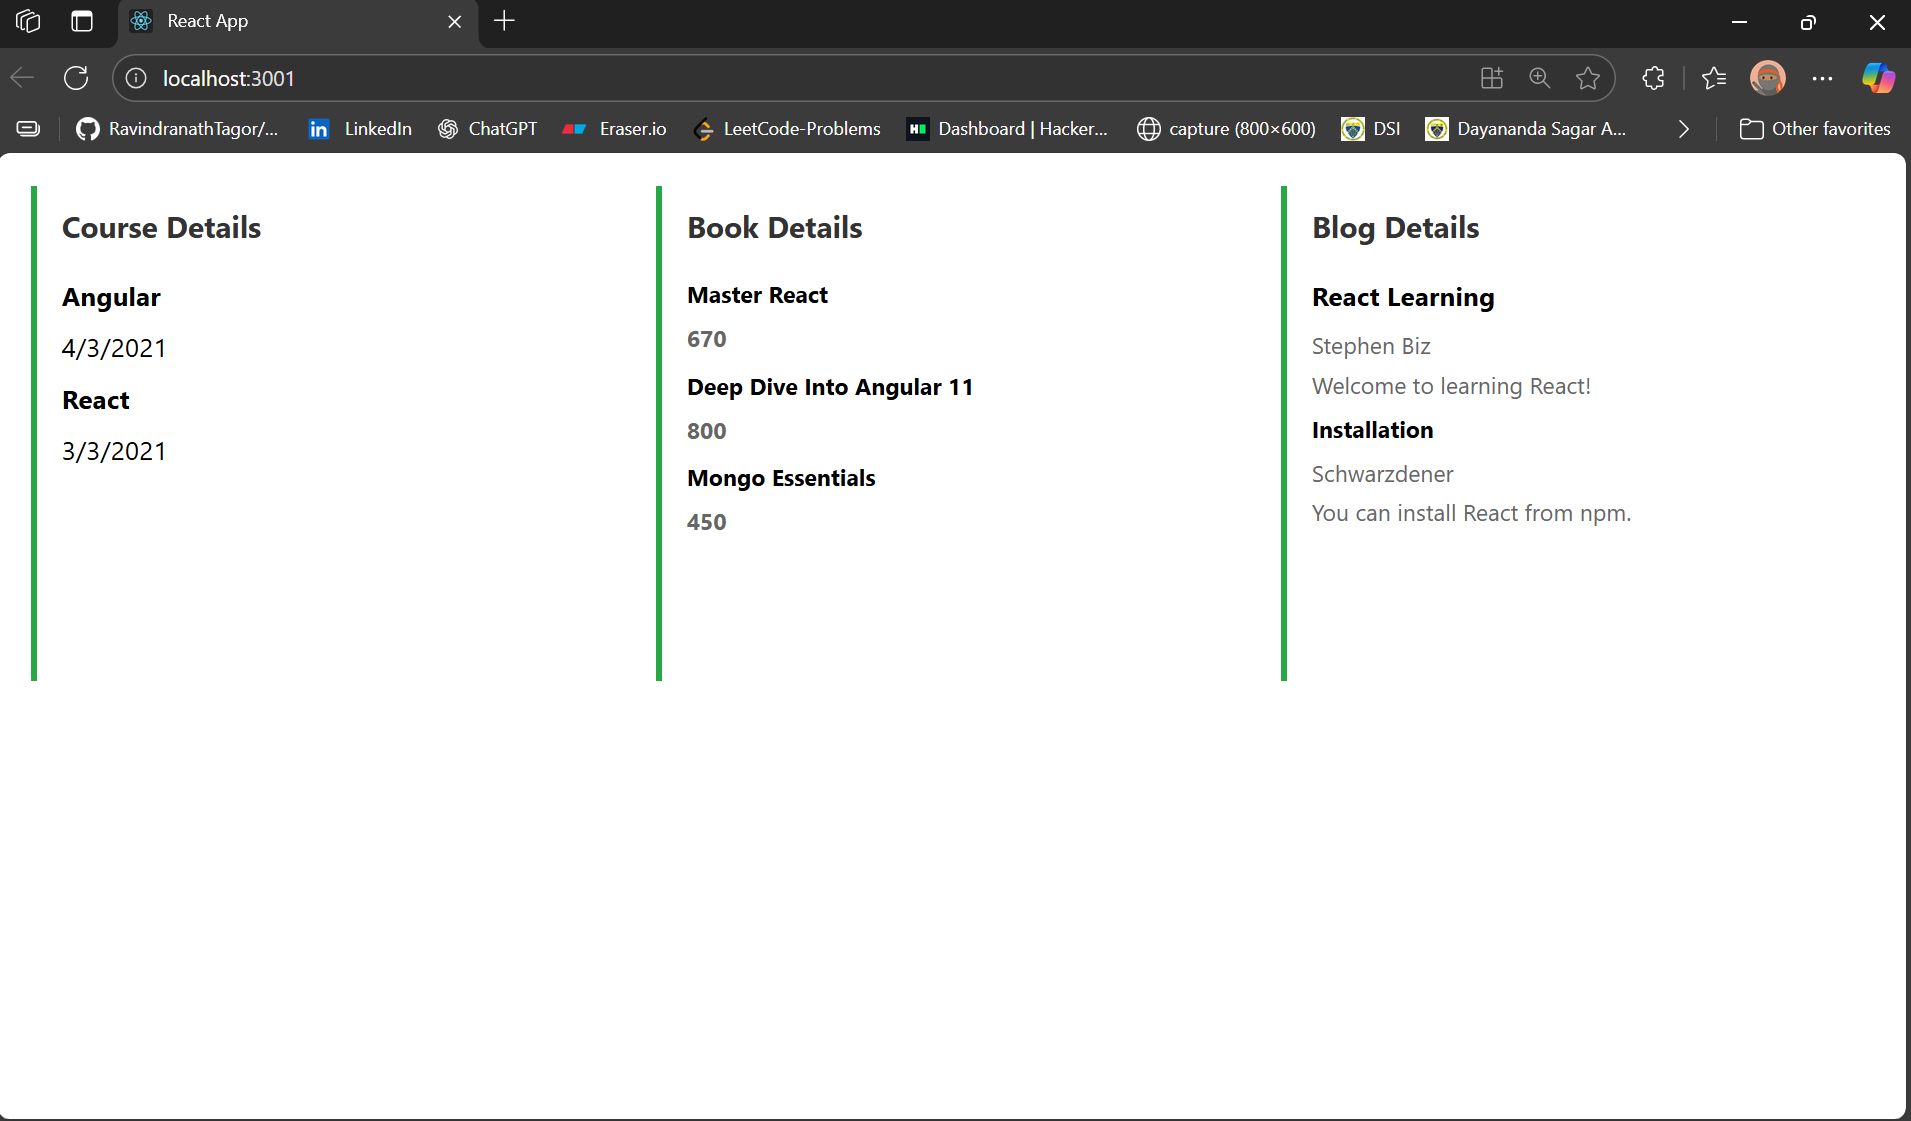 React App
localhost:3001
RavindranathTagor/... LinkedIn ChatGPT Eraser.io LeetCode-Problems Dashboard | Hacker... capture (800×600) DSI Dayananda Sagar A... Other favorites
Course Details
Angular
4/3/2021
React
3/3/2021
Book Details
Master React
670
Deep Dive Into Angular 11
800
Mongo Essentials
450
Blog Details
React Learning
Stephen Biz
Welcome to learning React!
Installation
Schwarzdener
You can install React from npm.